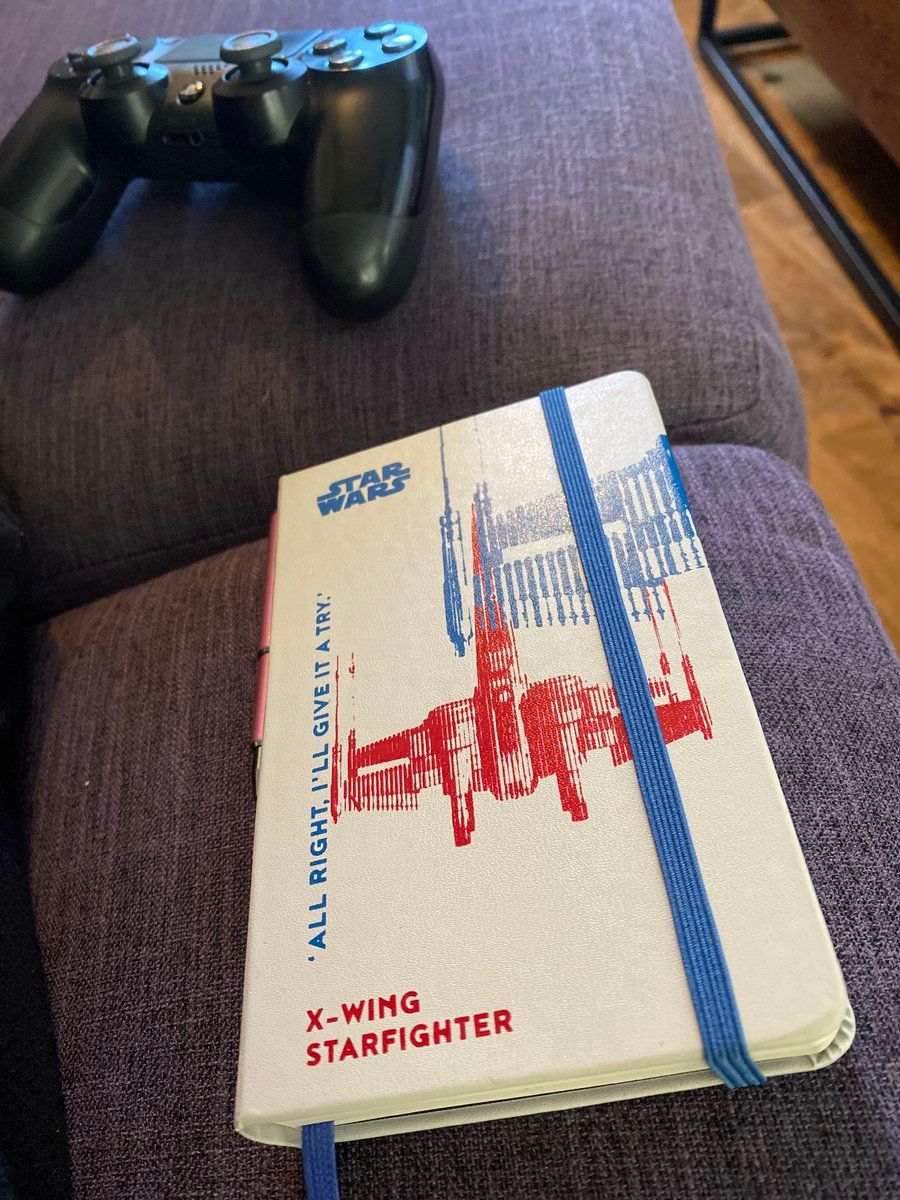 STAR
WARS
‘ALL RIGHT, I’LL GIVE IT A TRY.’
X-WING
STARFIGHTER